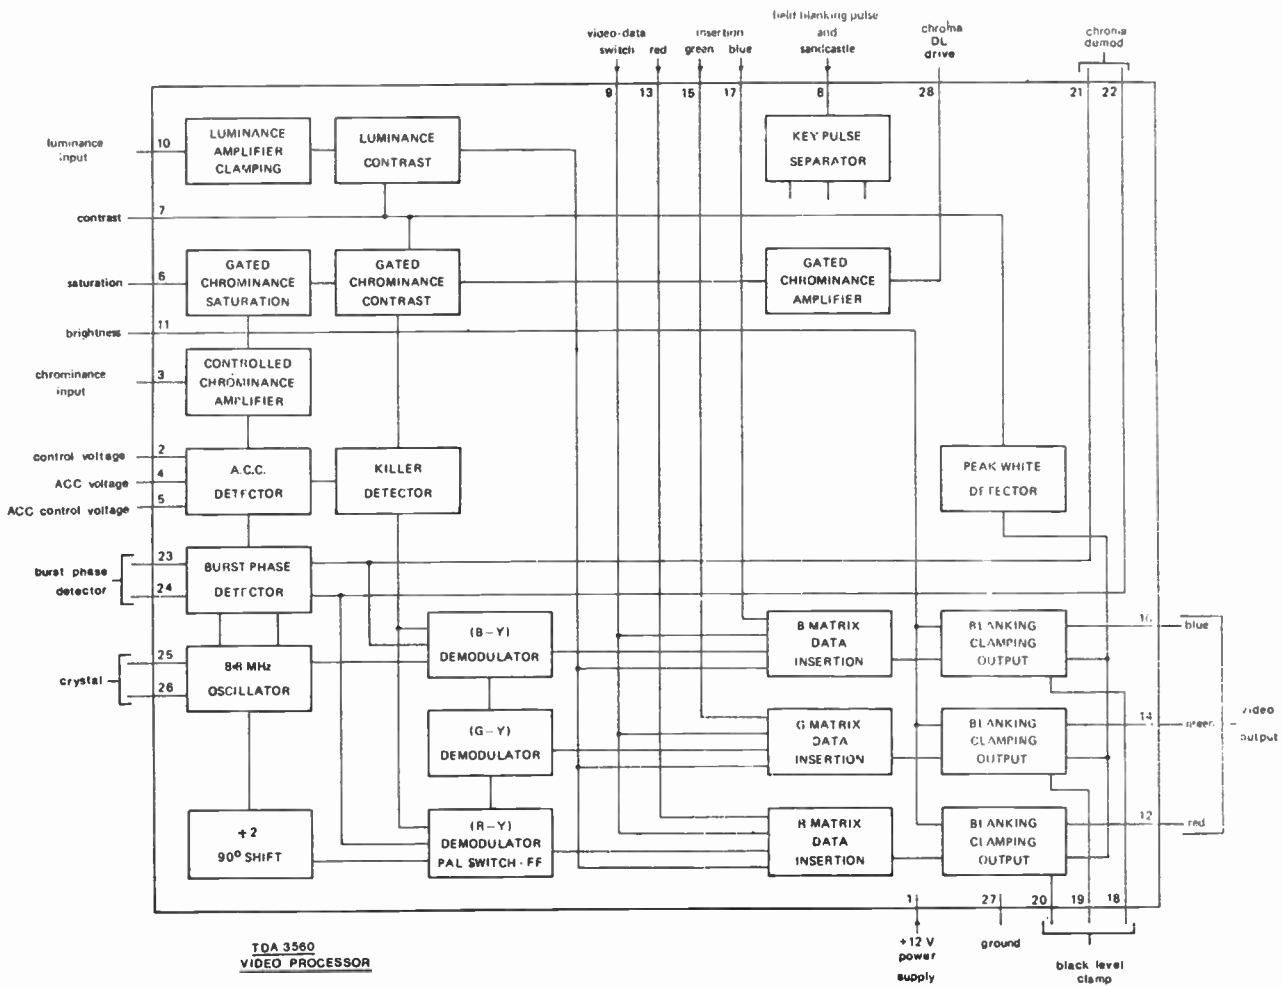 field blanking pulse
and
sandcastle
video-data
switch
red
insertion
green
blue
chroma
DL
drive
chroma
demod
9
13
15
17
8
28
21
22
luminance
input
10
LUMINANCE
AMPLIFIER
CLAMPING
LUMINANCE
CONTRAST
KEY PULSE
SEPARATOR
contrast
7
saturation
6
GATED
CHROMINANCE
SATURATION
GATED
CHROMINANCE
CONTRAST
GATED
CHROMINANCE
AMPLIFIER
brightness
11
chrominance
input
3
CONTROLLED
CHROMINANCE
AMPLIFIER
control voltage
2
ACC voltage
4
ACC control voltage
5
A.C.C.
DETECTOR
KILLER
DETECTOR
PEAK WHITE
DETECTOR
burst phase
detector
23
24
BURST PHASE
DETECTOR
crystal
25
26
8·8 MHz
OSCILLATOR
(B–Y)
DEMODULATOR
B MATRIX
DATA
INSERTION
BLANKING
CLAMPING
OUTPUT
16
blue
(G–Y)
DEMODULATOR
G MATRIX
DATA
INSERTION
BLANKING
CLAMPING
OUTPUT
14
green
video
output
÷2
90º SHIFT
(R–Y)
DEMODULATOR
PAL SWITCH·FF
R MATRIX
DATA
INSERTION
BLANKING
CLAMPING
OUTPUT
12
red
1
27
20
19
18
+12 V
power
supply
ground
black level
clamp
TDA 3560
VIDEO PROCESSOR